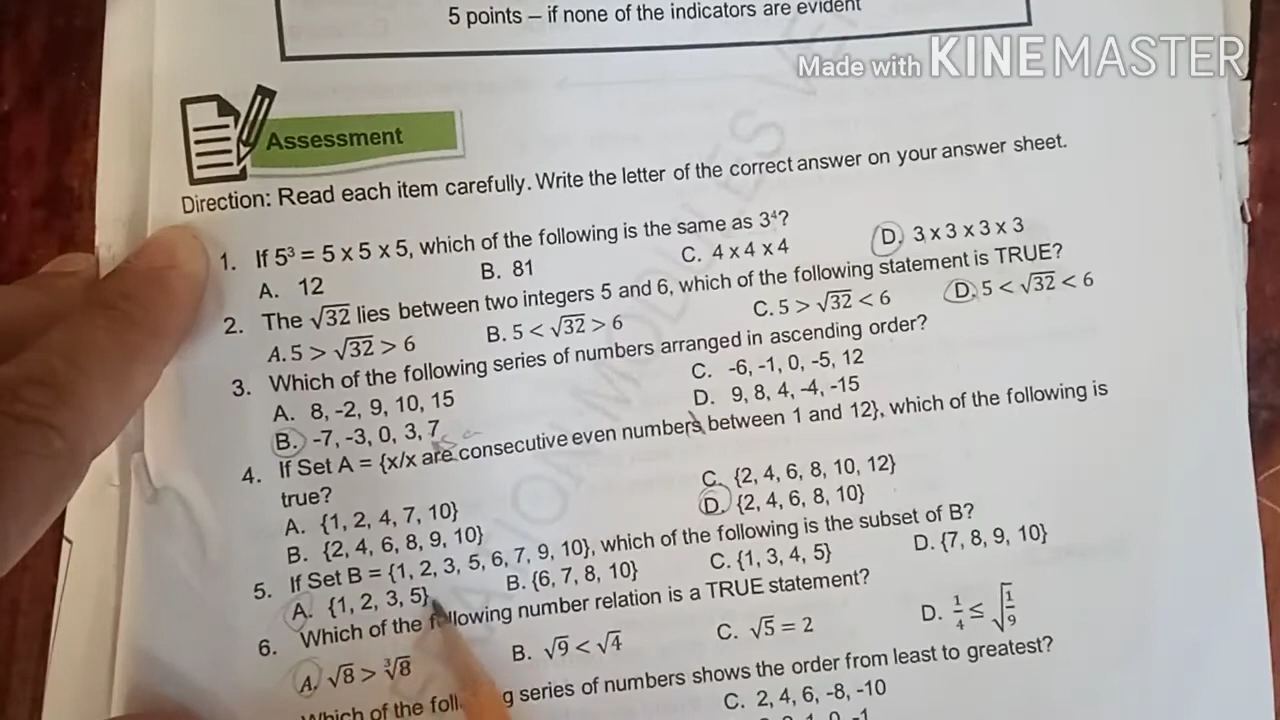 5 points – if none of the indicators are evident
Made with KINEMASTER
Assessment
Direction: Read each item carefully. Write the letter of the correct answer on your answer sheet.
1. If 5³ = 5 x 5 x 5, which of the following is the same as 3⁴?
A. 12 B. 81 C. 4 x 4 x 4 D. 3 x 3 x 3 x 3
2. The √32 lies between two integers 5 and 6, which of the following statement is TRUE?
A. 5 > √32 > 6 B. 5 < √32 > 6 C. 5 > √32 < 6 D. 5 < √32 < 6
3. Which of the following series of numbers arranged in ascending order?
A. 8, -2, 9, 10, 15 C. -6, -1, 0, -5, 12
B. -7, -3, 0, 3, 7 D. 9, 8, 4, -4, -15
4. If Set A = {x/x are consecutive even numbers between 1 and 12}, which of the following is
true?
A. {1, 2, 4, 7, 10} C. {2, 4, 6, 8, 10, 12}
B. {2, 4, 6, 8, 9, 10} D. {2, 4, 6, 8, 10}
5. If Set B = {1, 2, 3, 5, 6, 7, 9, 10}, which of the following is the subset of B?
A. {1, 2, 3, 5} B. {6, 7, 8, 10} C. {1, 3, 4, 5} D. {7, 8, 9, 10}
6. Which of the following number relation is a TRUE statement?
A. √8 > ∛8 B. √9 < √4 C. √5 = 2 D. 1/4 ≤ √1/9
Which of the foll g series of numbers shows the order from least to greatest?
C. 2, 4, 6, -8, -10